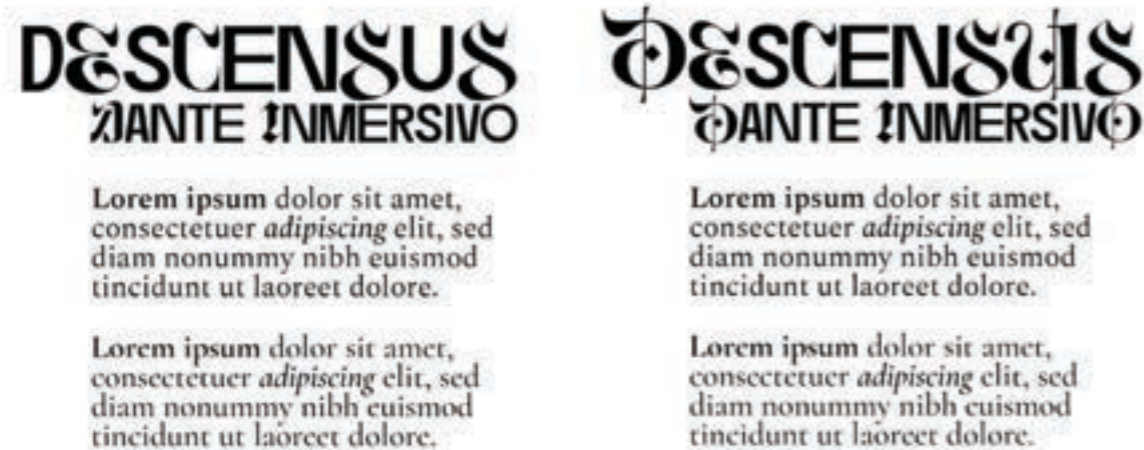 DESCENSUS
DANTE INMERSIVO
Lorem ipsum dolor sit amet,
consectetuer adipiscing elit, sed
diam nonummy nibh euismod
tincidunt ut laoreet dolore.
Lorem ipsum dolor sit amet,
consectetuer adipiscing elit, sed
diam nonummy nibh euismod
tincidunt ut laoreet dolore.
DESCENSUS
DANTE INMERSIVO
Lorem ipsum dolor sit amet,
consectetuer adipiscing elit, sed
diam nonummy nibh euismod
tincidunt ut laoreet dolore.
Lorem ipsum dolor sit amet,
consectetuer adipiscing elit, sed
diam nonummy nibh euismod
tincidunt ut laoreet dolore.